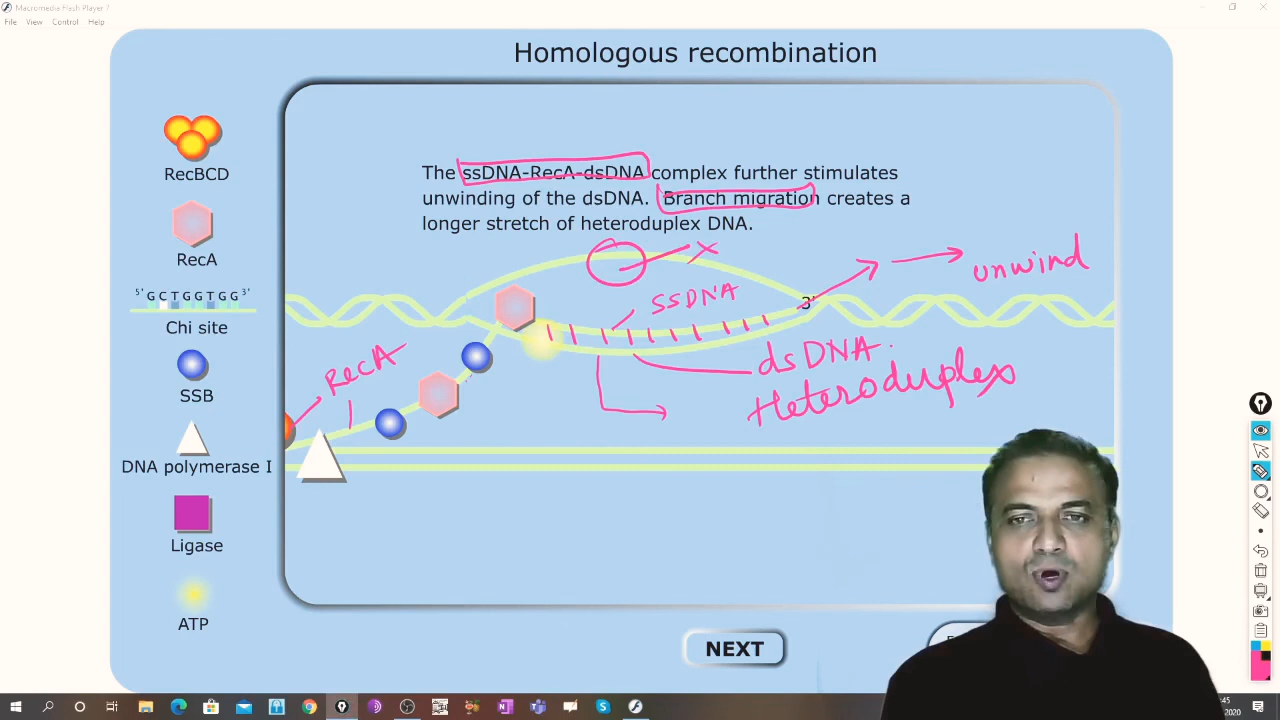 Macromedia Flash Player 7
File View Control Help
Homologous recombination
RecBCD
RecA
5' GCTGGTGG 3'
Chi site
SSB
DNA polymerase I
Ligase
ATP
The ssDNA-RecA-dsDNA complex further stimulates
unwinding of the dsDNA. Branch migration creates a
longer stretch of heteroduplex DNA.
X
unwind
SSDNA
3'
RecA
dsDNA.
Heteroduplex
NEXT
2020